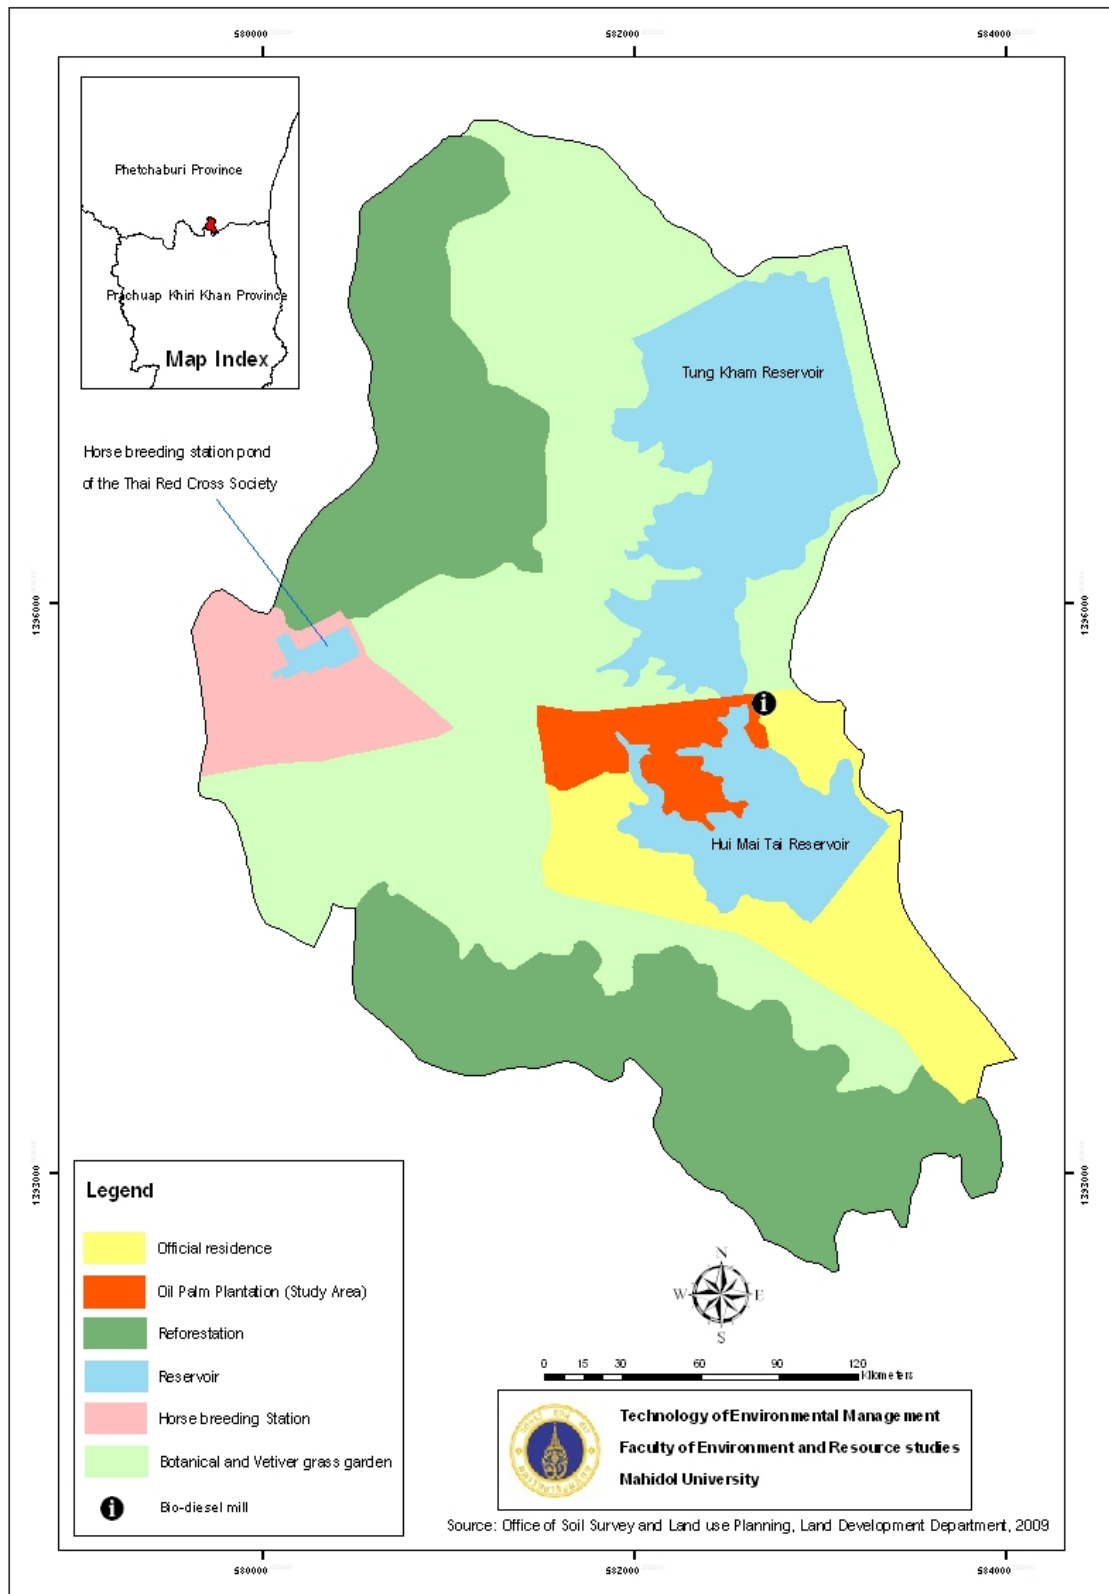 580000
582000
584000
Phetchaburi Province
Prachuap Khiri Khan Province
Map Index
Tung Kham Reservoir
Horse breeding station pond
of the Thai Red Cross Society
1396000
1396000
Hui Mai Tai Reservoir
1393000
1393000
Legend
Official residence
Oil Palm Plantation (Study Area)
Reforestation
Reservoir
Horse breeding Station
Botanical and Vetiver grass garden
i
i
Bio-diesel mill
N
W
E
S
0 15 30 60 90 120
Kilometers
Technology of Environmental Management
Faculty of Environment and Resource studies
Mahidol University
Source: Office of Soil Survey and Land use Planning, Land Development Department, 2009
580000
582000
584000